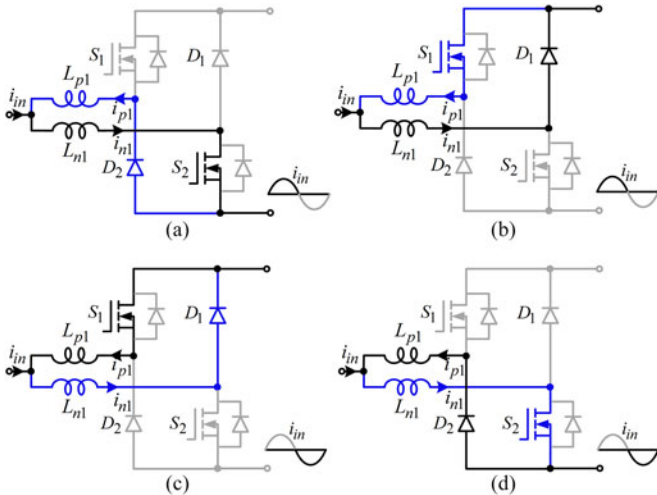 S1
D1
Lp1
iin
ip1
in1
Ln1
D2
S2
iin
(a)
S1
D1
Lp1
iin
ip1
in1
Ln1
D2
S2
iin
(b)
S1
D1
Lp1
iin
ip1
in1
Ln1
D2
S2
iin
(c)
S1
D1
Lp1
iin
ip1
in1
Ln1
D2
S2
iin
(d)